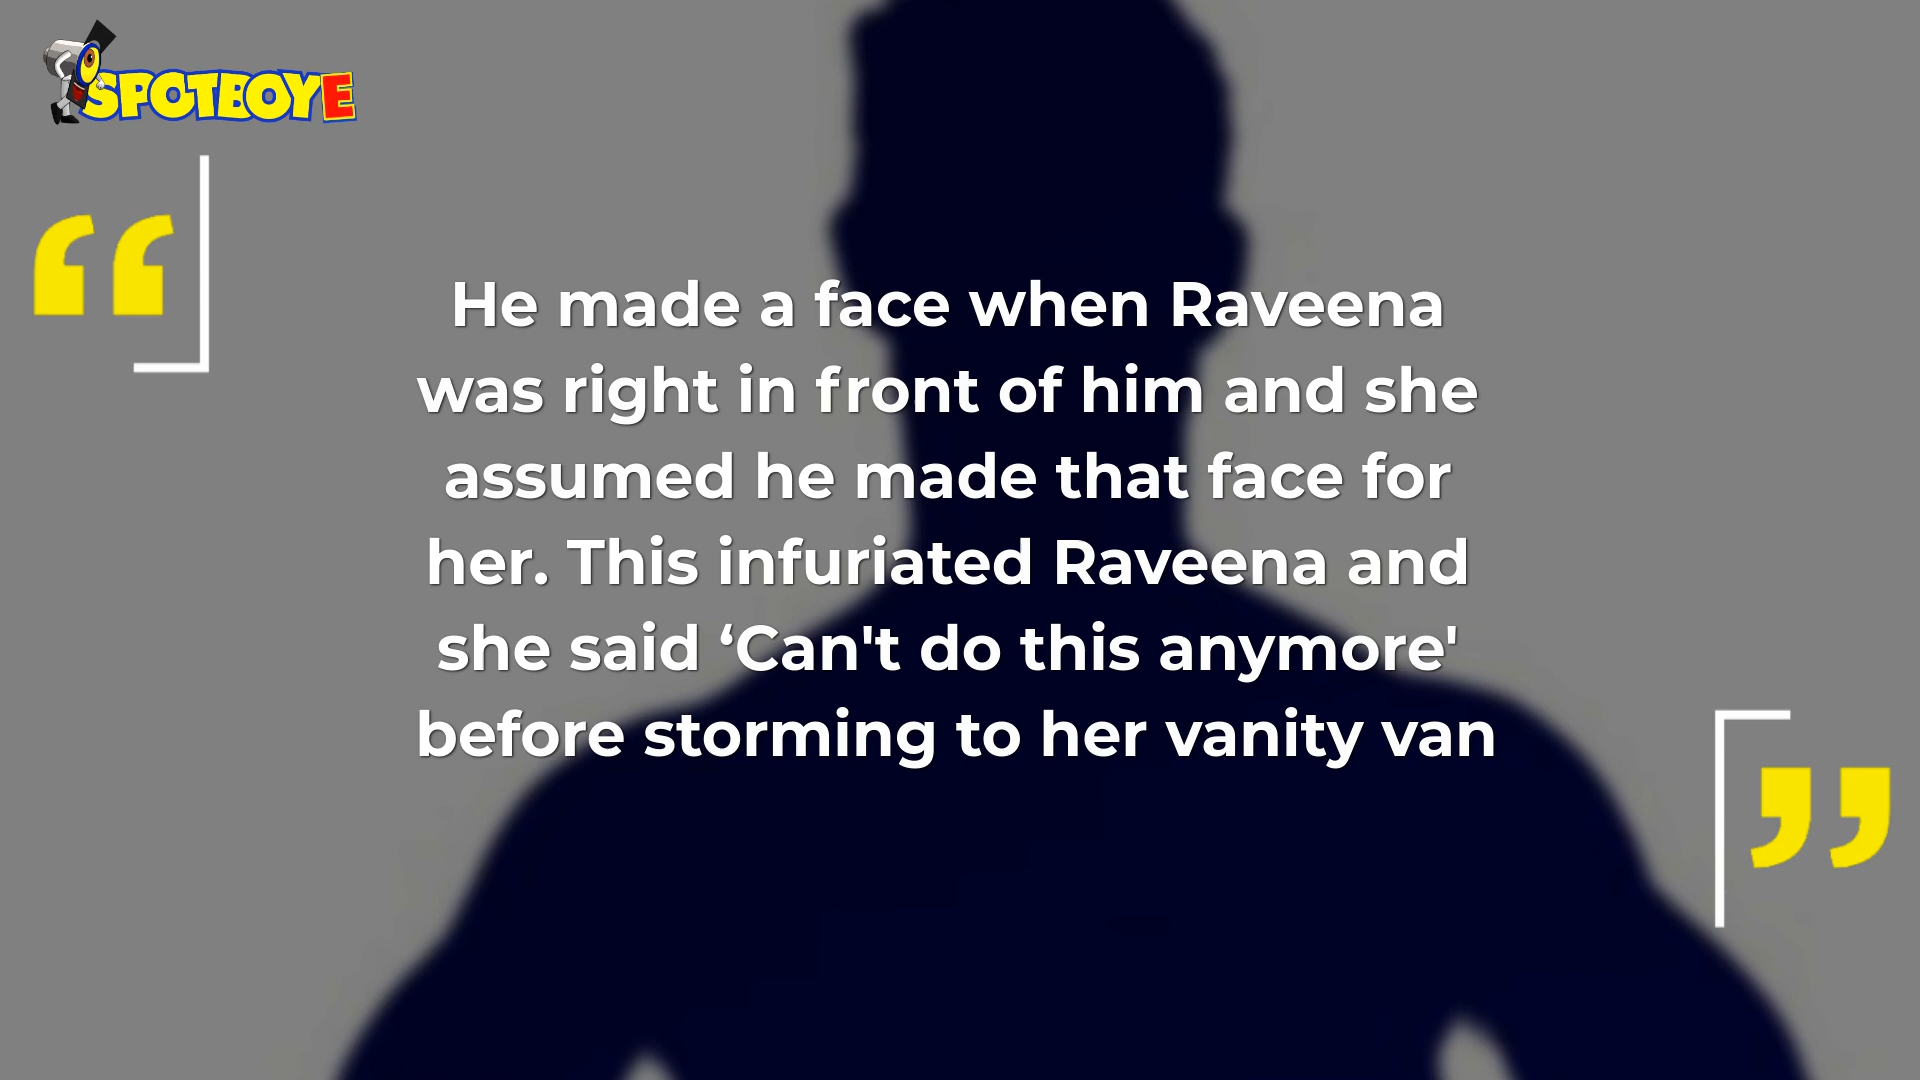 SPOTBOYE
“
He made a face when Raveena
was right in front of him and she
assumed he made that face for
her. This infuriated Raveena and
she said ‘Can't do this anymore'
before storming to her vanity van
”